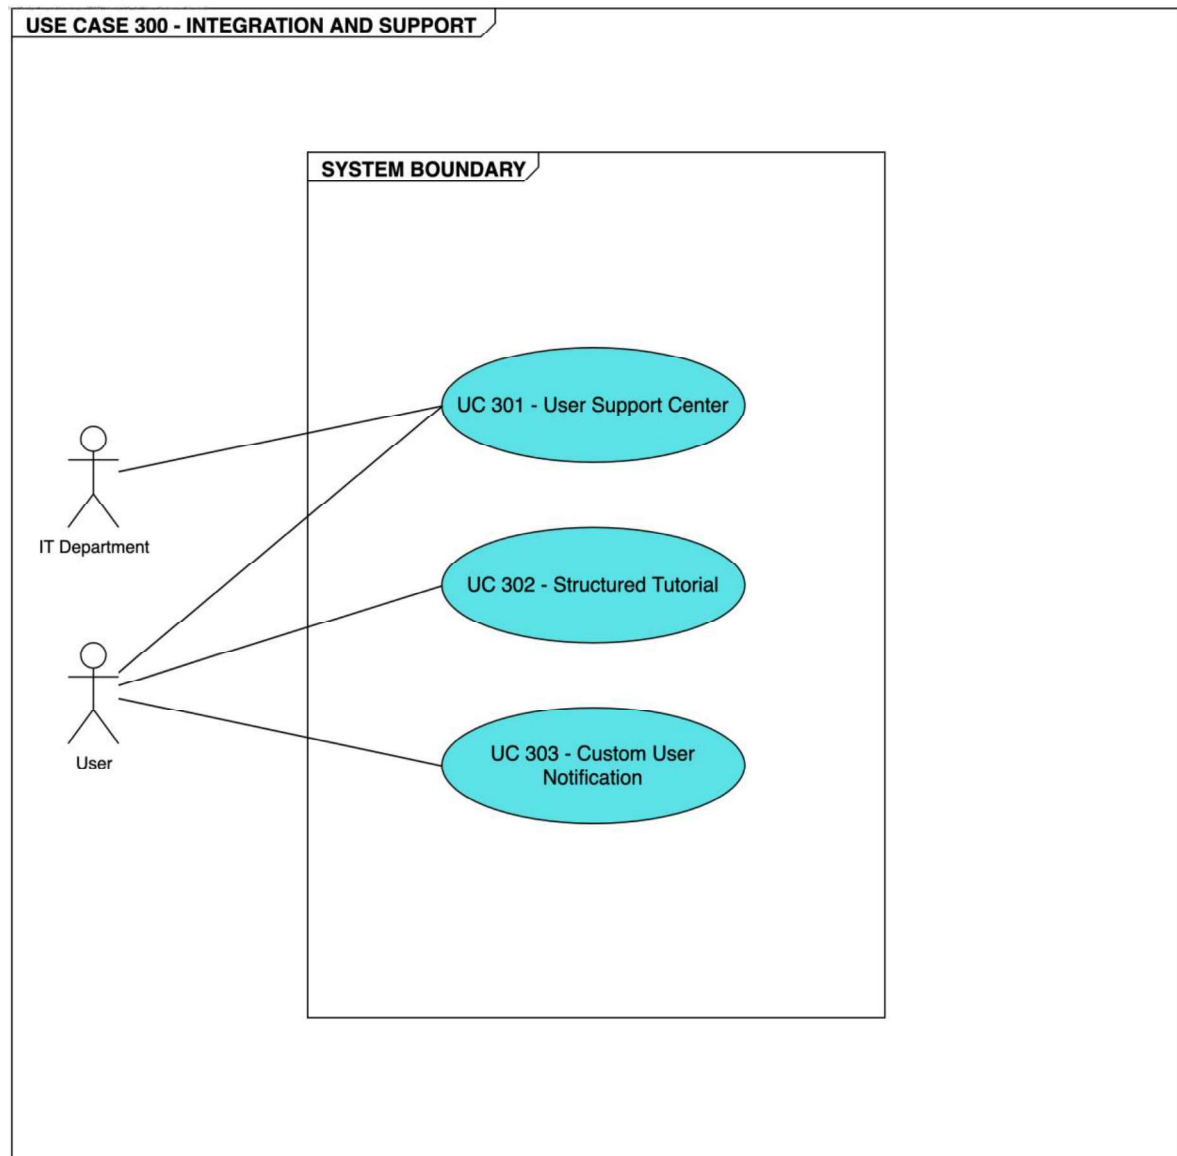 USE CASE 300 - INTEGRATION AND SUPPORT
SYSTEM BOUNDARY
UC 301 - User Support Center
IT Department
UC 302 - Structured Tutorial
User
UC 303 - Custom User
Notification